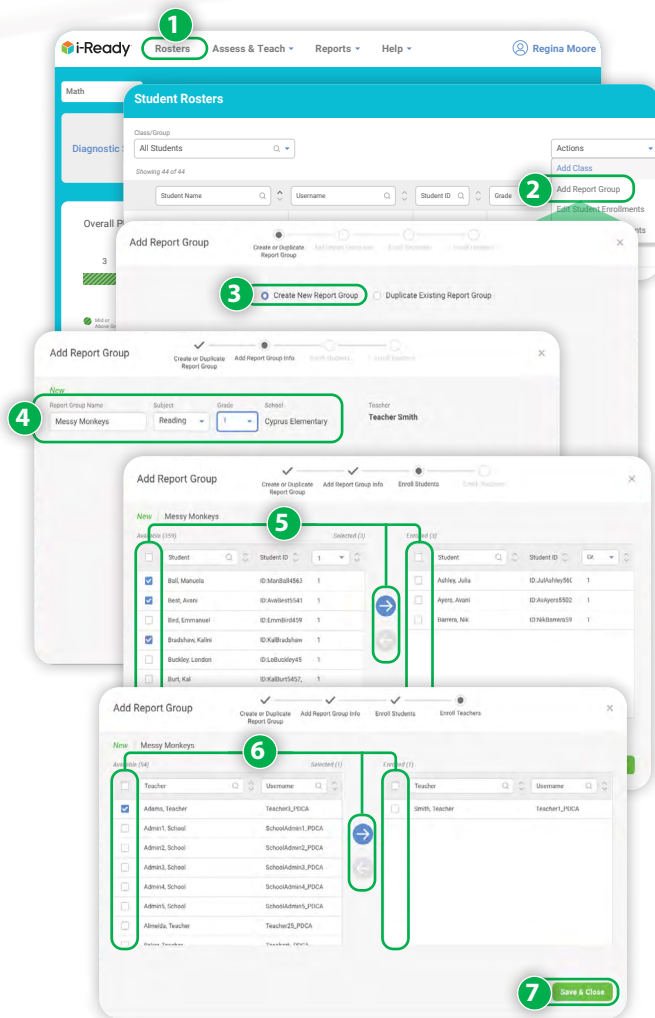 1
i-Ready Rosters Assess & Teach Reports Help Regina Moore
Math
Student Rosters
Class/Group
Diagnostic All Students Actions
Showing 44 of 44
Add Class
2 Add Report Group
Student Name Username Student ID Grade
Edit Student Enrollments
Overall
Add Report Group
Create or Duplicate
Report Group
3
3 Create New Report Group Duplicate Existing Report Group
Mid or
Above
Add Report Group
Create or Duplicate
Report Group
Add Report Group Info
Enroll Students
Enroll Teachers
New
Report Group Name Subject Grade School Teacher
4 Messy Monkeys Reading 1 Cyprus Elementary Teacher Smith
Add Report Group
Create or Duplicate
Report Group
Add Report Group Info
Enroll Students
Enroll Teachers
New Messy Monkeys
5
Available (359) Selected (3) Enrolled (3)
Student Student ID 1 Student Student ID Gr.
Ball, Manuela ID:ManBall4563 1 Ashley, Julia ID:JulAshley560 1
Best, Avani ID:AvaBest5541 1 Ayers, Avani ID:AvAyers5502 1
Bird, Emmanuel ID:EmmBird459 1 Barrera, Nik ID:NikBarrera59 1
Bradshaw, Kalini ID:KalBradshaw 1
Buckley, London ID:LoBuckley45 1
Burt, Kal ID:KalBurt5457, 1
Add Report Group
Create or Duplicate
Report Group
Add Report Group Info
Enroll Students
Enroll Teachers
New Messy Monkeys
6
Available (54) Selected (1) Enrolled (1)
Teacher Username Teacher Username
Adams, Teacher Teacher3_PDCA Smith, Teacher Teacher1_PDCA
Admin1, School SchoolAdmin1_PDCA
Admin2, School SchoolAdmin2_PDCA
Admin3, School SchoolAdmin3_PDCA
Admin4, School SchoolAdmin4_PDCA
Admin5, School SchoolAdmin5_PDCA
Almeida, Teacher Teacher25_PDCA
7 Save & Close